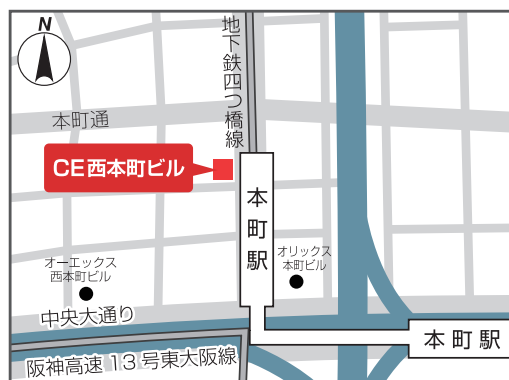 N
地下鉄四つ橋線
本町通
CE西本町ビル
本町駅
オーエックス
西本町ビル
オリックス
本町ビル
中央大通り
本町駅
阪神高速 13 号東大阪線